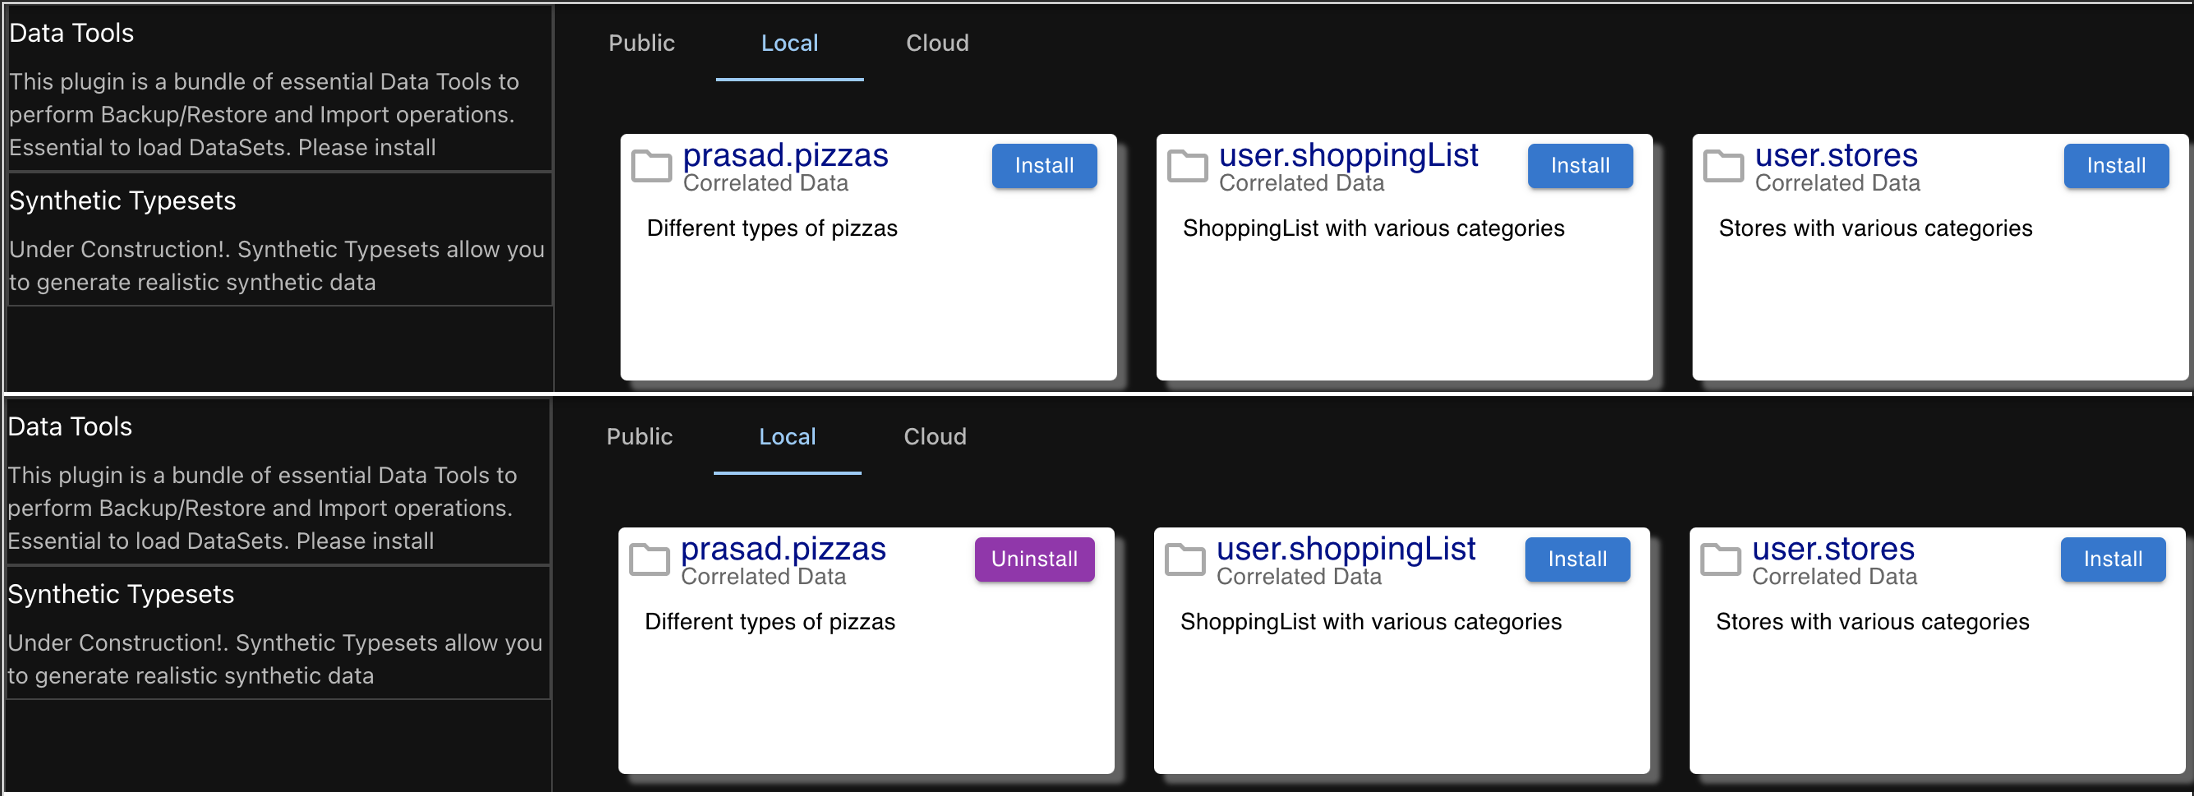 Data Tools
This plugin is a bundle of essential Data Tools to
perform Backup/Restore and Import operations.
Essential to load DataSets. Please install
Synthetic Typesets
Under Construction!. Synthetic Typesets allow you
to generate realistic synthetic data
Public Local Cloud
prasad.pizzas
Correlated Data
Install
Different types of pizzas
user.shoppingList
Correlated Data
Install
ShoppingList with various categories
user.stores
Correlated Data
Install
Stores with various categories
Data Tools
This plugin is a bundle of essential Data Tools to
perform Backup/Restore and Import operations.
Essential to load DataSets. Please install
Synthetic Typesets
Under Construction!. Synthetic Typesets allow you
to generate realistic synthetic data
Public Local Cloud
prasad.pizzas
Correlated Data
Uninstall
Different types of pizzas
user.shoppingList
Correlated Data
Install
ShoppingList with various categories
user.stores
Correlated Data
Install
Stores with various categories